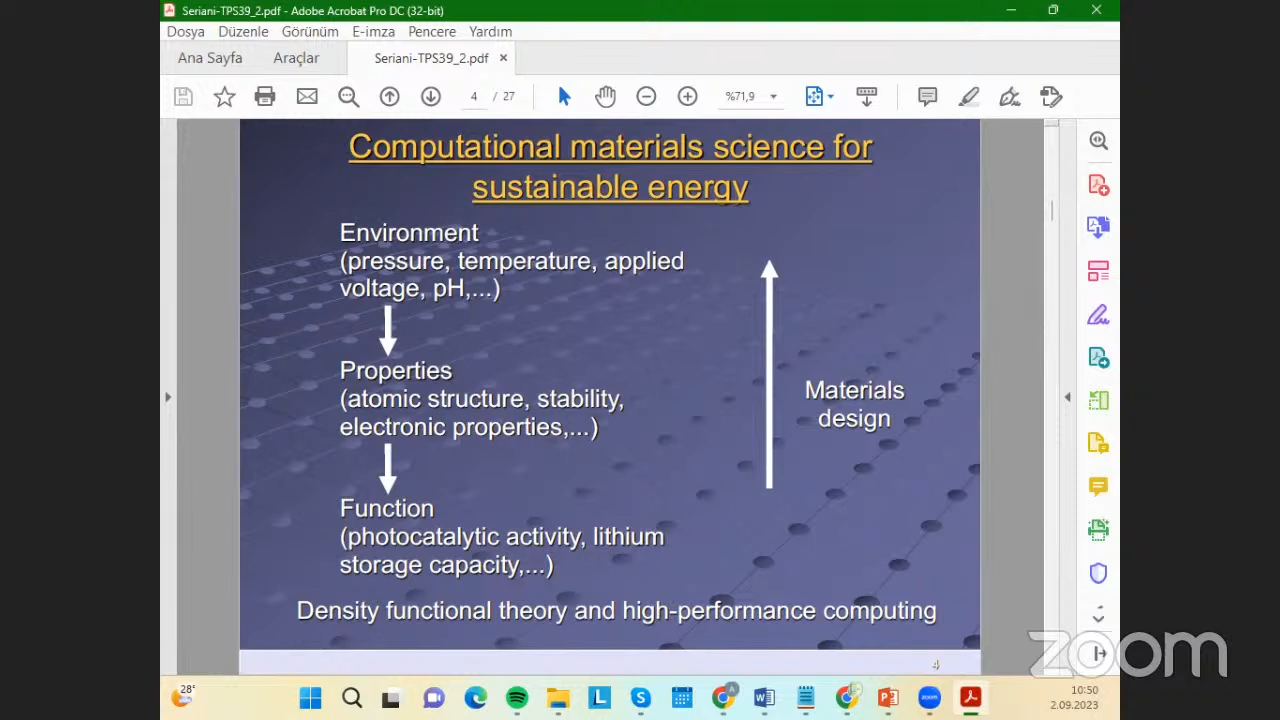 Seriani-TPS39_2.pdf - Adobe Acrobat Pro DC (32-bit)
Dosya Düzenle Görünüm E-imza Pencere Yardım
Ana Sayfa Araçlar Seriani-TPS39_2.pdf ×
4 / 27 %71,9
Computational materials science for
sustainable energy
Environment
(pressure, temperature, applied
voltage, pH,...)
Properties
(atomic structure, stability,
electronic properties,...)
Materials
design
Function
(photocatalytic activity, lithium
storage capacity,...)
Density functional theory and high-performance computing
4
zoom
28°
10:50
2.09.2023